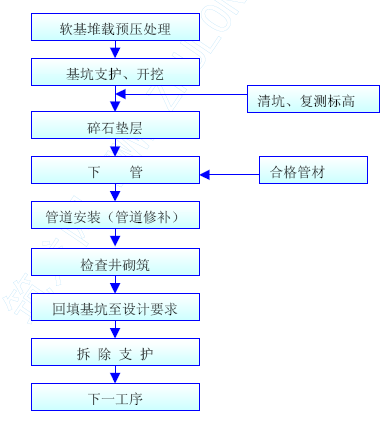 软基堆载预压处理
基坑支护、开挖
清坑、复测标高
碎石垫层
下 管
合格管材
管道安装（管道修补）
检查井砌筑
回填基坑至设计要求
拆 除 支 护
下一工序